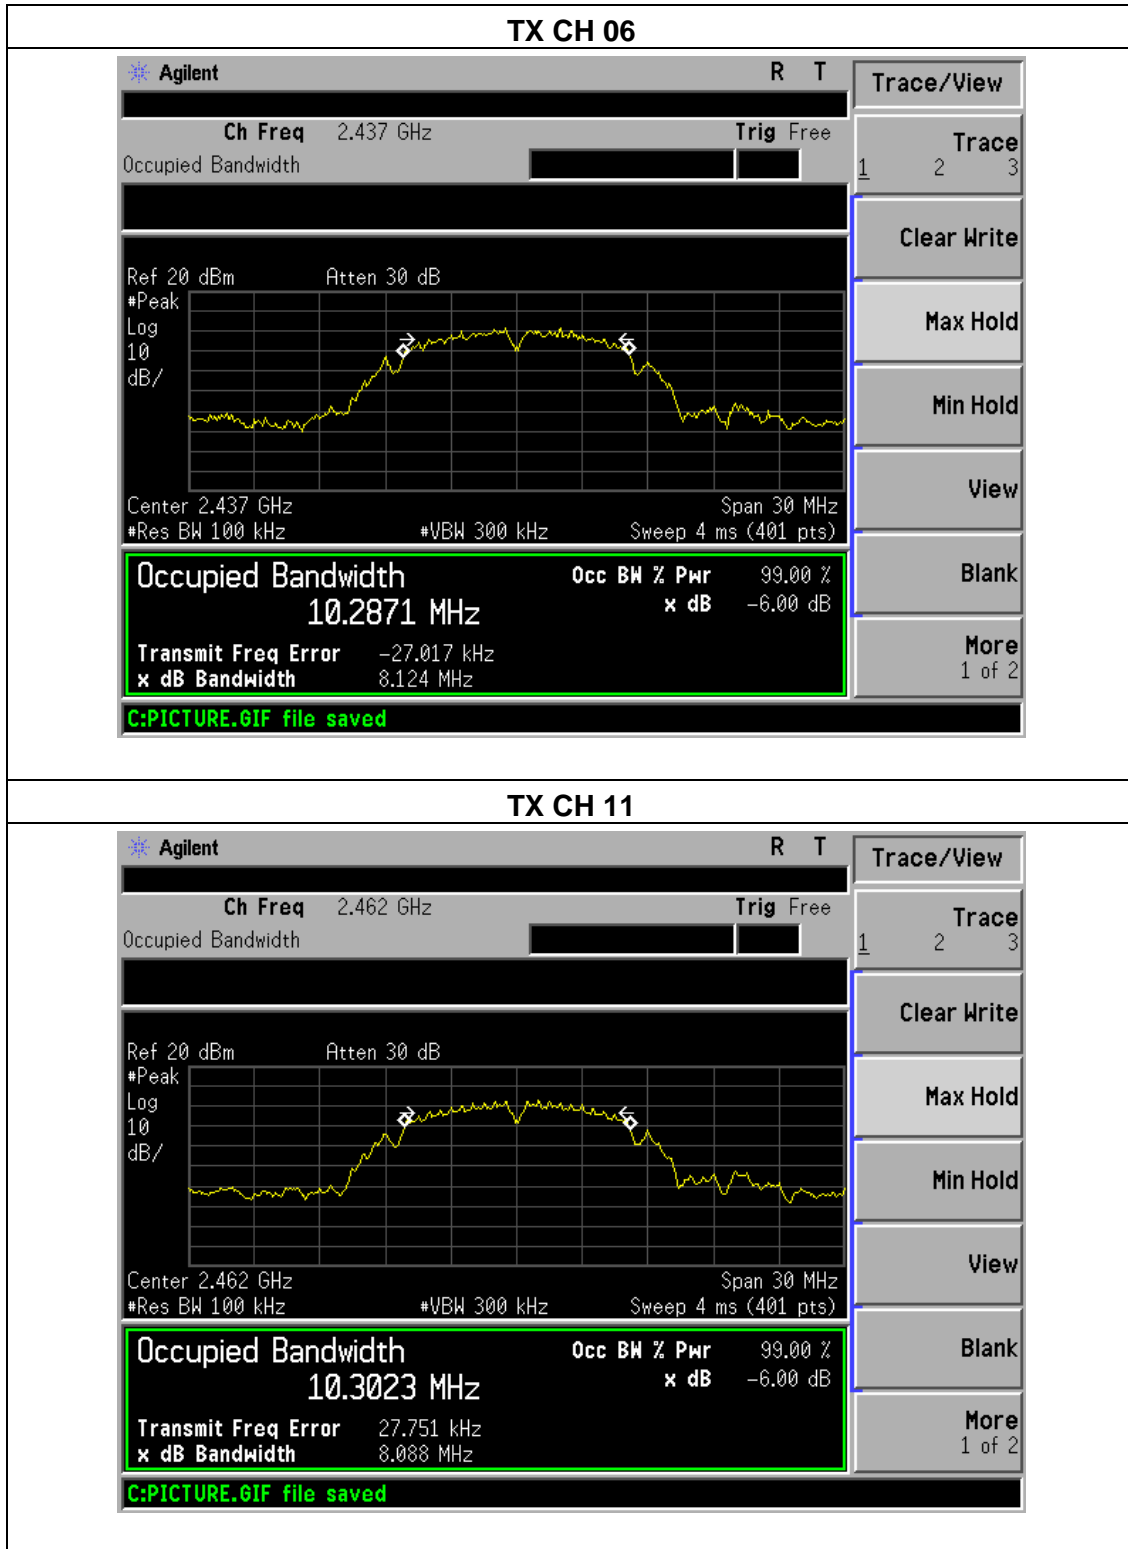 TX CH 06
Agilent R T Trace/View
Ch Freq 2.437 GHz Trig Free
Occupied Bandwidth
Trace
1 2 3
Clear Write
Max Hold
Min Hold
View
Blank
More
1 of 2
Ref 20 dBm Atten 30 dB
#Peak
Log
10
dB/
Center 2.437 GHz Span 30 MHz
#Res BW 100 kHz #VBW 300 kHz Sweep 4 ms (401 pts)
Occupied Bandwidth Occ BW % Pwr 99.00 %
10.2871 MHz x dB -6.00 dB
Transmit Freq Error -27.017 kHz
x dB Bandwidth 8.124 MHz
C:PICTURE.GIF file saved
TX CH 11
Agilent R T Trace/View
Ch Freq 2.462 GHz Trig Free
Occupied Bandwidth
Trace
1 2 3
Clear Write
Max Hold
Min Hold
View
Blank
More
1 of 2
Ref 20 dBm Atten 30 dB
#Peak
Log
10
dB/
Center 2.462 GHz Span 30 MHz
#Res BW 100 kHz #VBW 300 kHz Sweep 4 ms (401 pts)
Occupied Bandwidth Occ BW % Pwr 99.00 %
10.3023 MHz x dB -6.00 dB
Transmit Freq Error 27.751 kHz
x dB Bandwidth 8.088 MHz
C:PICTURE.GIF file saved